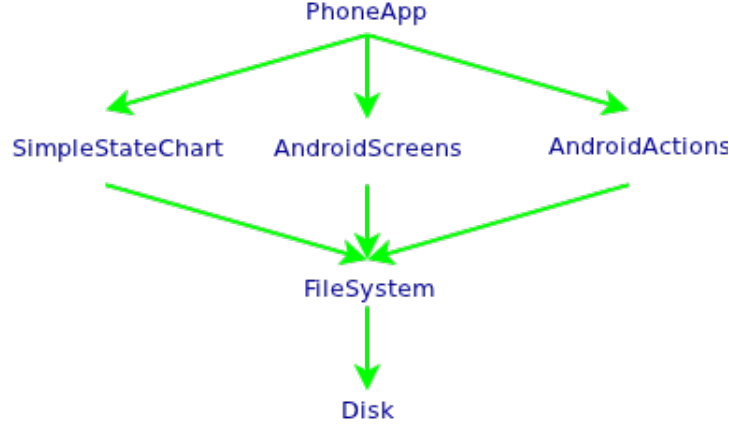 PhoneApp
SimpleStateChart
AndroidScreens
AndroidActions
FileSystem
Disk